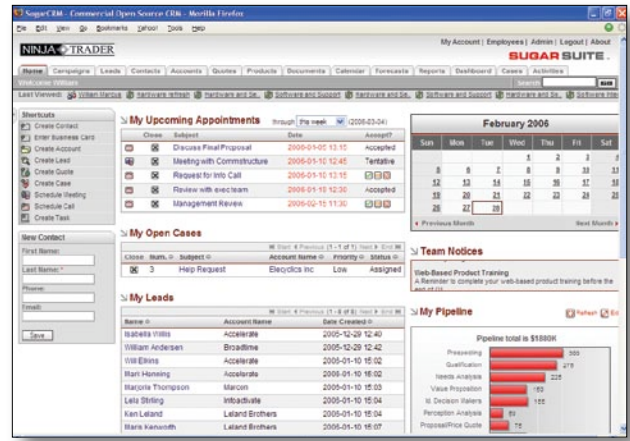 SugarCRM - Commercial Open Source CRM - Mozilla Firefox
File Edit View Go Bookmarks Yahoo! Tools Help
NINJA TRADER
My Account | Employees | Admin | Logout | About
SUGAR SUITE
Home Campaigns Leads Contacts Accounts Quotes Products Documents Calendar Forecasts Reports Dashboard Cases Activities
Welcome William Search
Last Viewed: William Marcus hardware refresh Hardware and Se.. Software and Support Hardware and Se.. Software and Support Hardware and Se.. Software
Shortcuts
Create Contact
Enter Business Card
Create Account
Create Lead
Create Quote
Create Case
Schedule Meeting
Schedule Call
Create Task
New Contact
First Name:
Last Name: *
Phone:
Email:
Save
My Upcoming Appointments through this week (2006-03-04)
Close Subject Date Accept?
Discuss Final Proposal 2006-01-05 13:15 Accepted
Meeting with Commstructure 2006-01-10 12:45 Tentative
Request for Info Call 2006-01-10 13:15
Review with exec team 2006-01-18 12:30 Accepted
Management Review 2006-02-15 11:30
My Open Cases
Start Previous (1 - 1 of 1) Next End
Close Num. Subject Account Name Priority Status
3 Help Request Elecyclics Inc Low Assigned
My Leads
Name Account Name Date Created
Isabella Willis Accelerate 2005-12-29 12:40
William Andersen Broadtime 2005-12-29 12:42
Will Elkins Accelerate 2006-01-10 15:02
Mart Henning Accelerate 2006-01-10 15:02
Marjorie Thompson Marcon 2006-01-10 15:03
Lela Stirling Infoactivate 2006-01-10 15:04
Ken Leland Leland Brothers 2006-01-10 15:04
Maris Kenworth Leland Brothers 2006-01-10 15:07
February 2006
Sun Mon Tue Wed Thu Fri Sat
1 2 3 4
5 6 7 8 9 10 11
12 13 14 15 16 17 18
19 20 21 22 23 24 25
26 27 28
Previous Month Next Month
Team Notices
Web-Based Product Training
A Reminder to complete your web-based product training before the
My Pipeline Refresh
Pipeline total is $1880K
Prospecting
Qualification 275
Needs Analysis 225
Value Proposition
Id. Decision Makers
Perception Analysis
Proposal/Price Quote 75